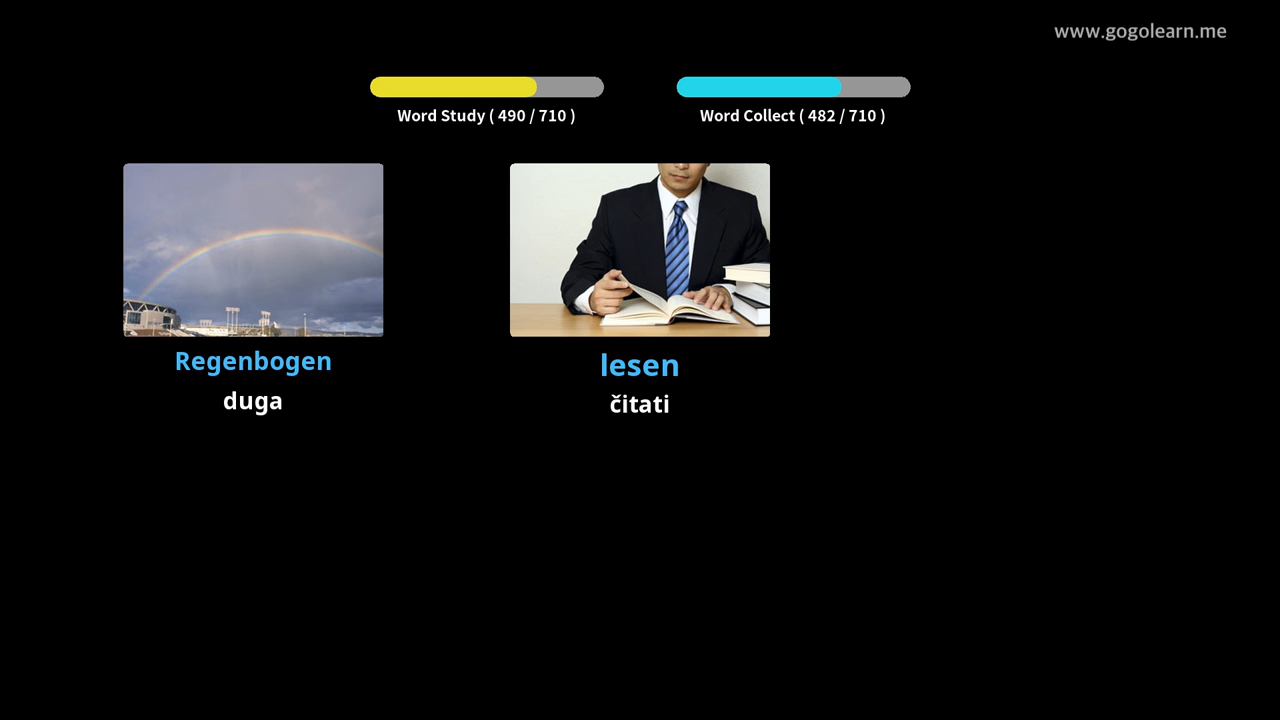 www.gogolearn.me
Word Study ( 490 / 710 )
Word Collect ( 482 / 710 )
Regenbogen
duga
lesen
čitati